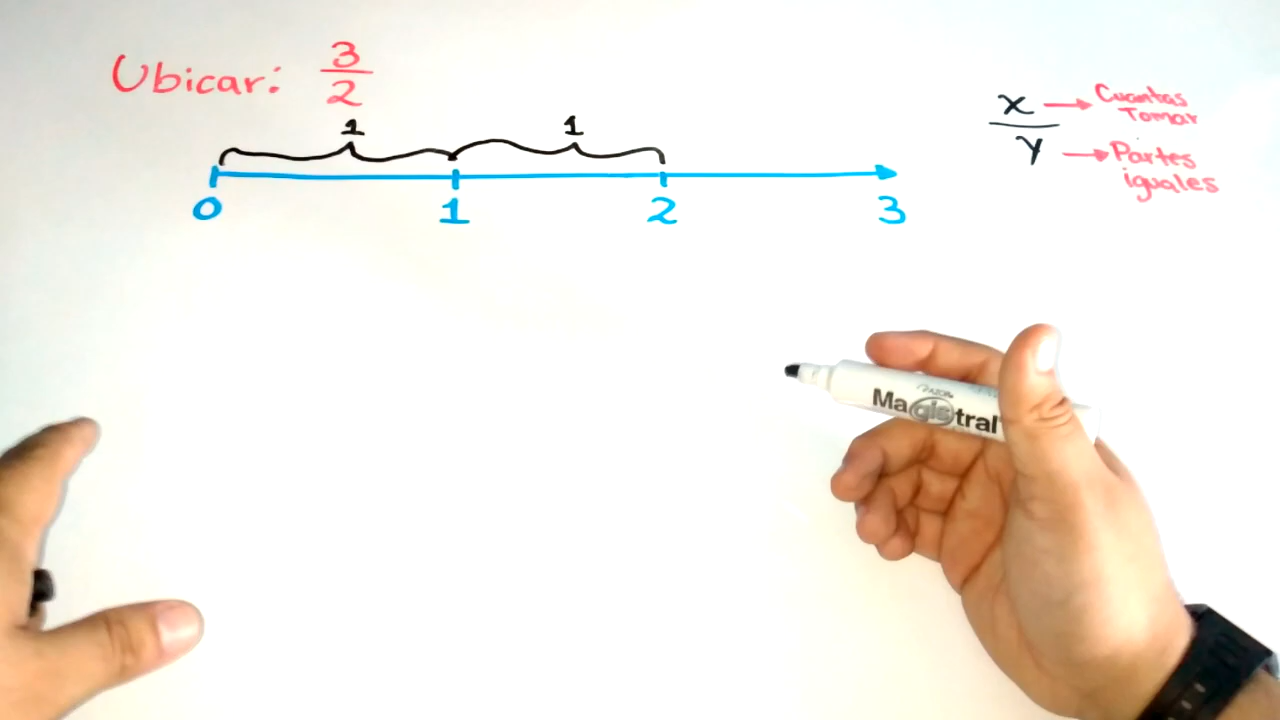 Ubicar: 3/2
1 1
0 1 2 3
x → Cuantas Tomar
y → Partes iguales
Magistral